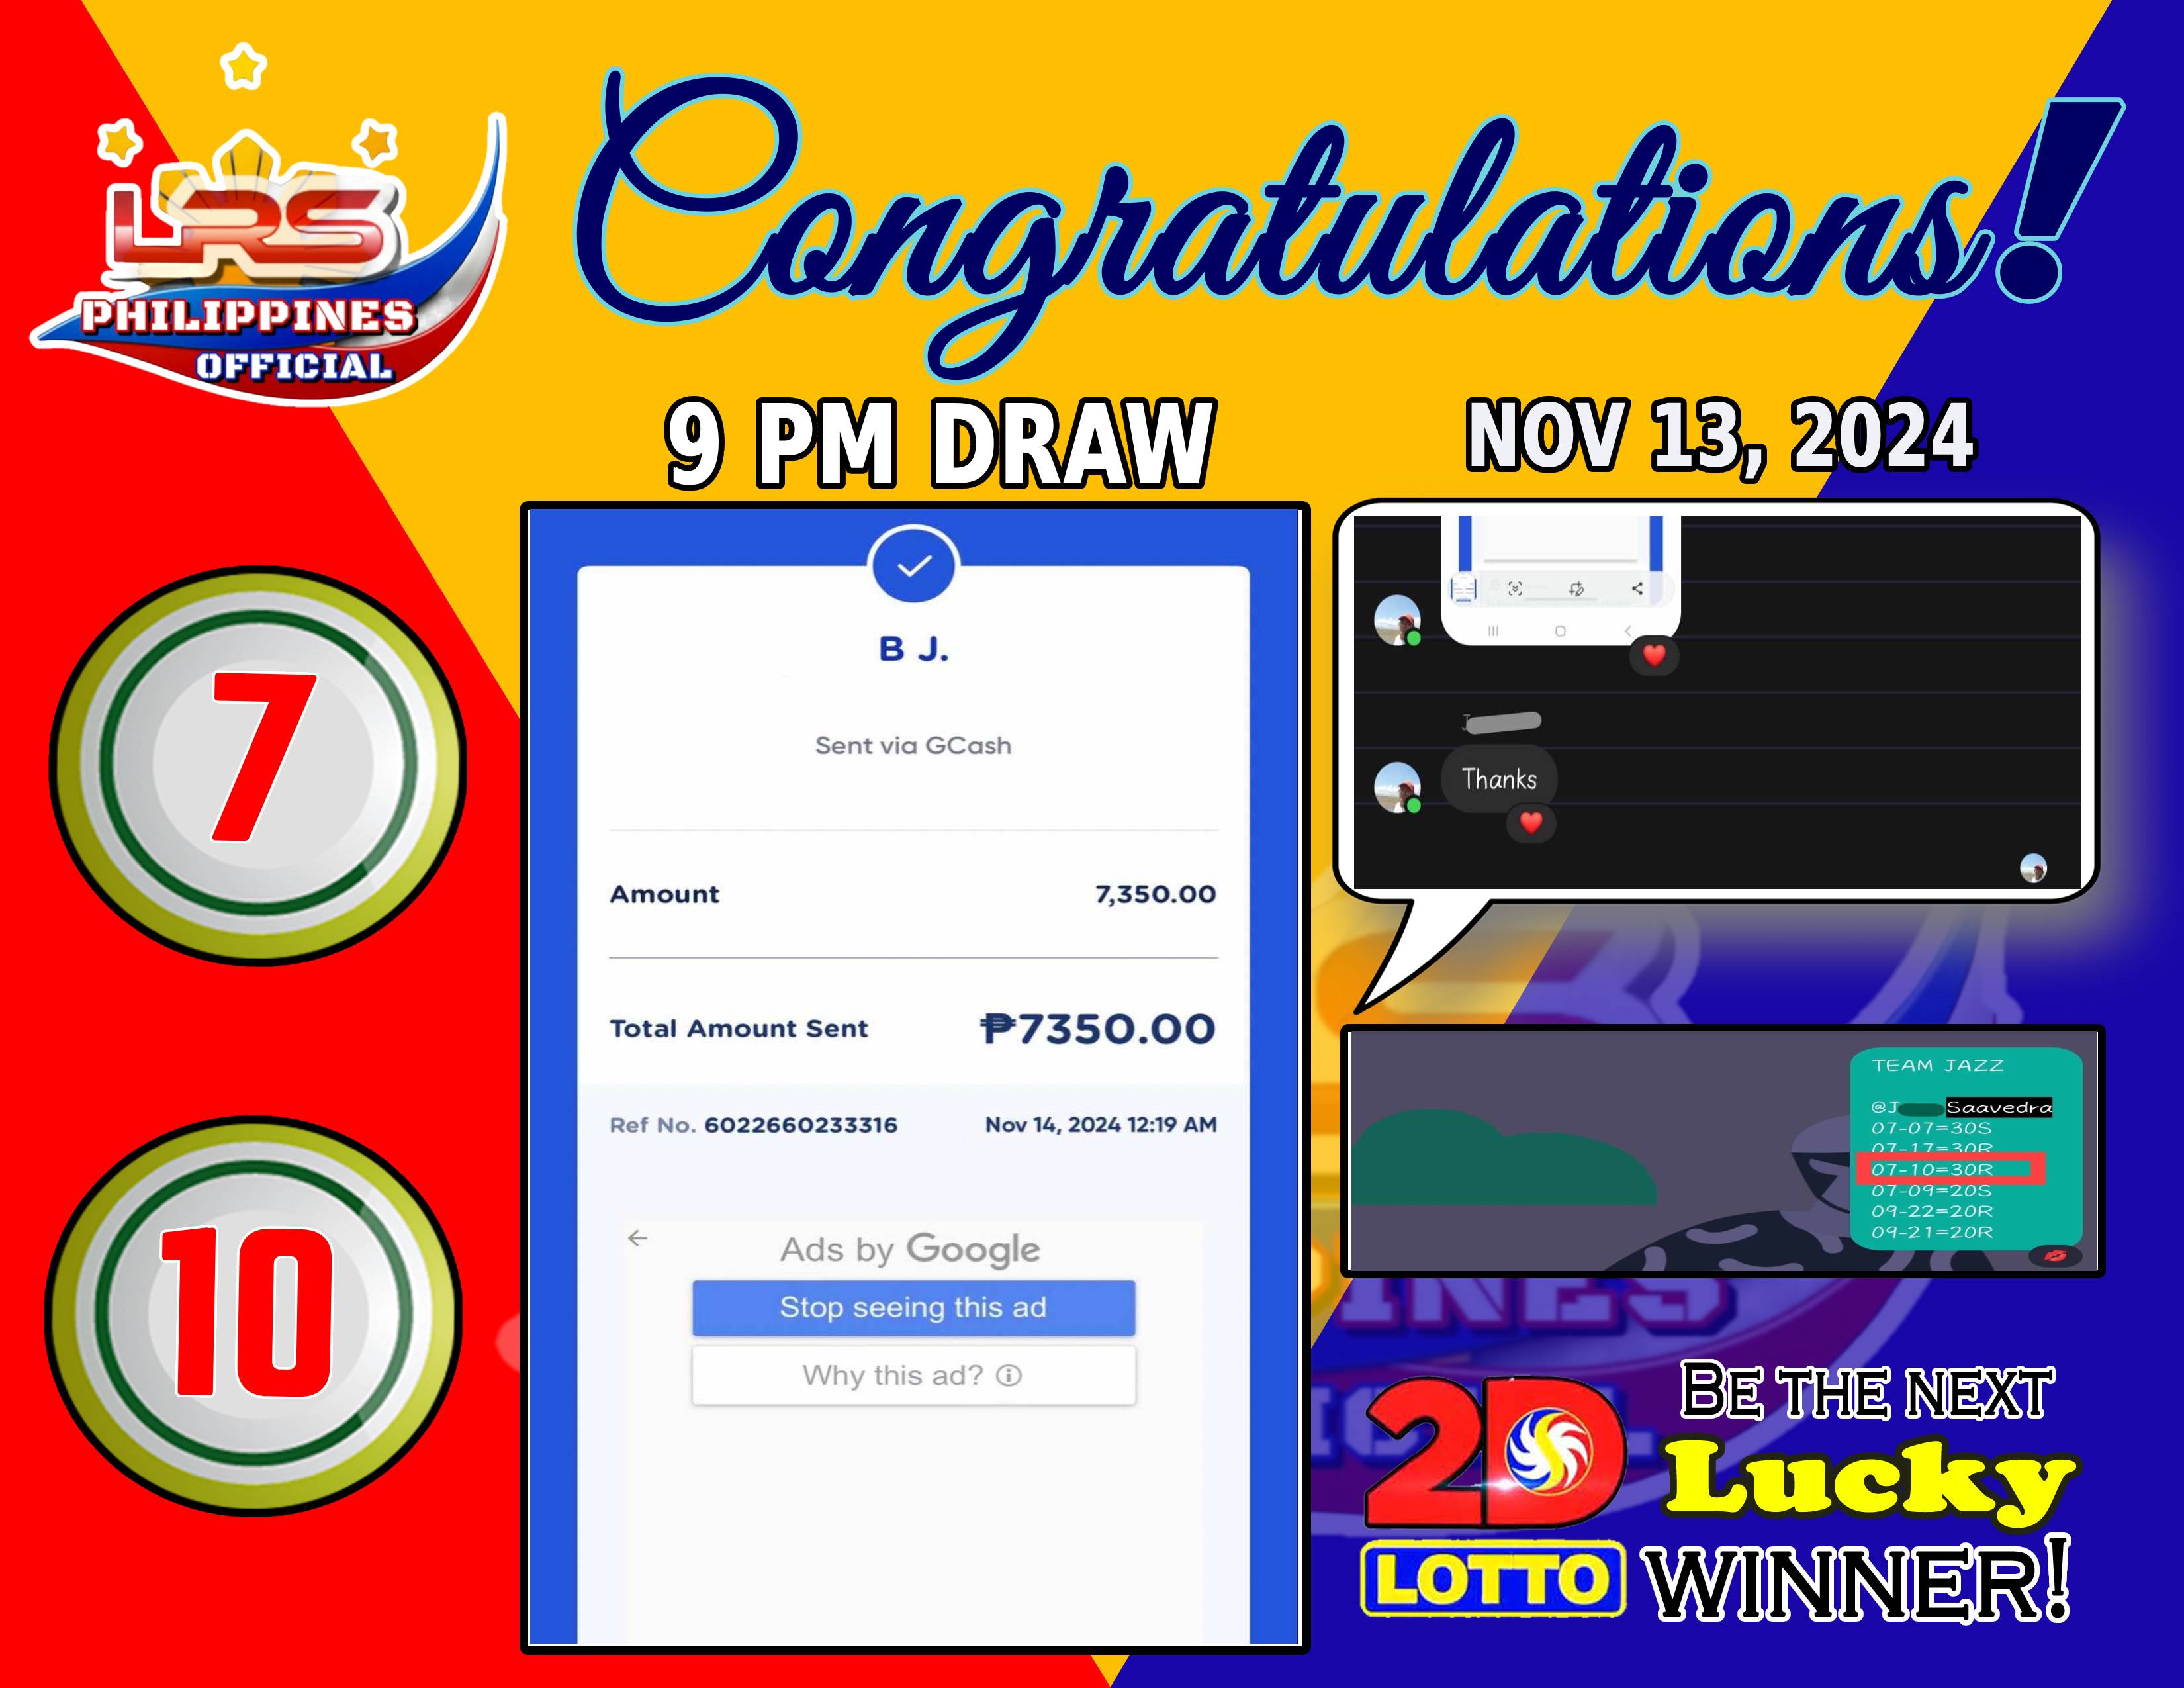 LRS
PHILIPPINES
OFFICIAL
Congratulations!
9 PM DRAW
NOV 13, 2024
7
10
B J.
Sent via GCash
Amount 7,350.00
Total Amount Sent ₱7350.00
Ref No. 6022660233316 Nov 14, 2024 12:19 AM
Ads by Google
Stop seeing this ad
Why this ad?
J
Thanks
TEAM JAZZ
@J Saavedra
07-07=30S
07-17=30R
07-10=30R
07-09=20S
09-22=20R
09-21=20R
2D
LOTTO
BE THE NEXT
Lucky
WINNER!